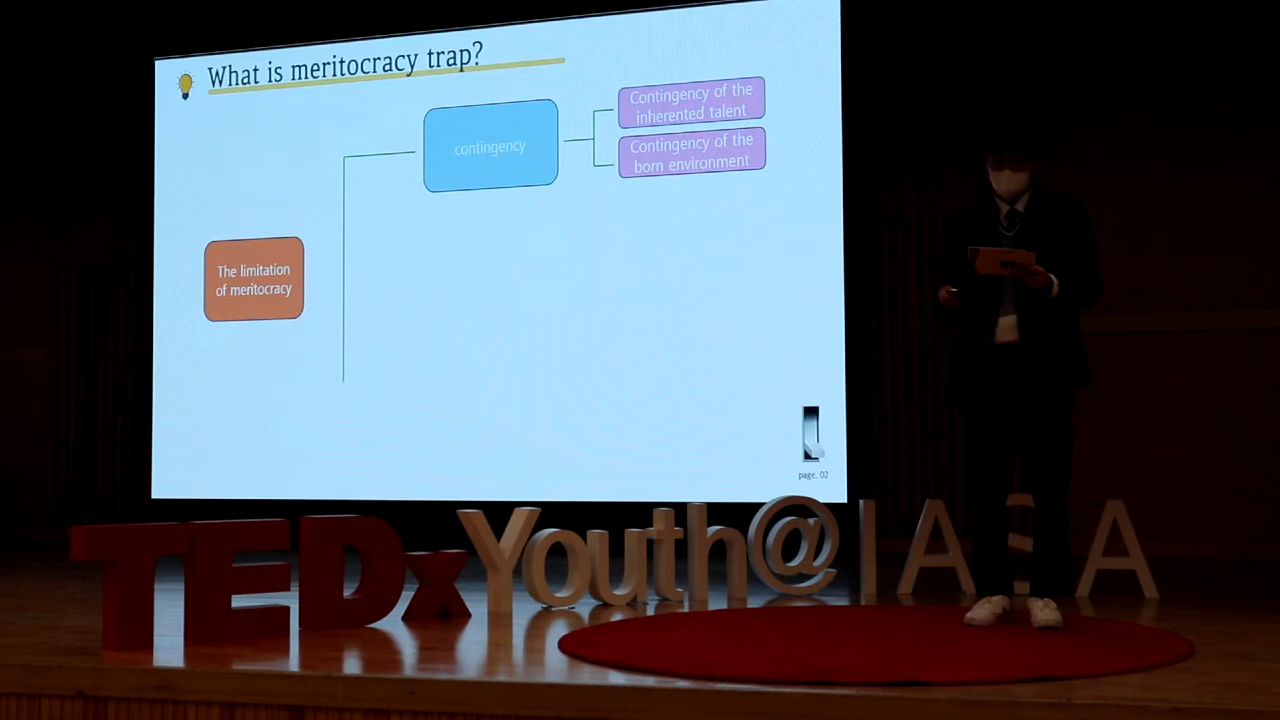 What is meritocracy trap?
contingency
Contingency of the
inherented talent
Contingency of the
born environment
The limitation
of meritocracy
page. 02
TEDxYouth@IA
A